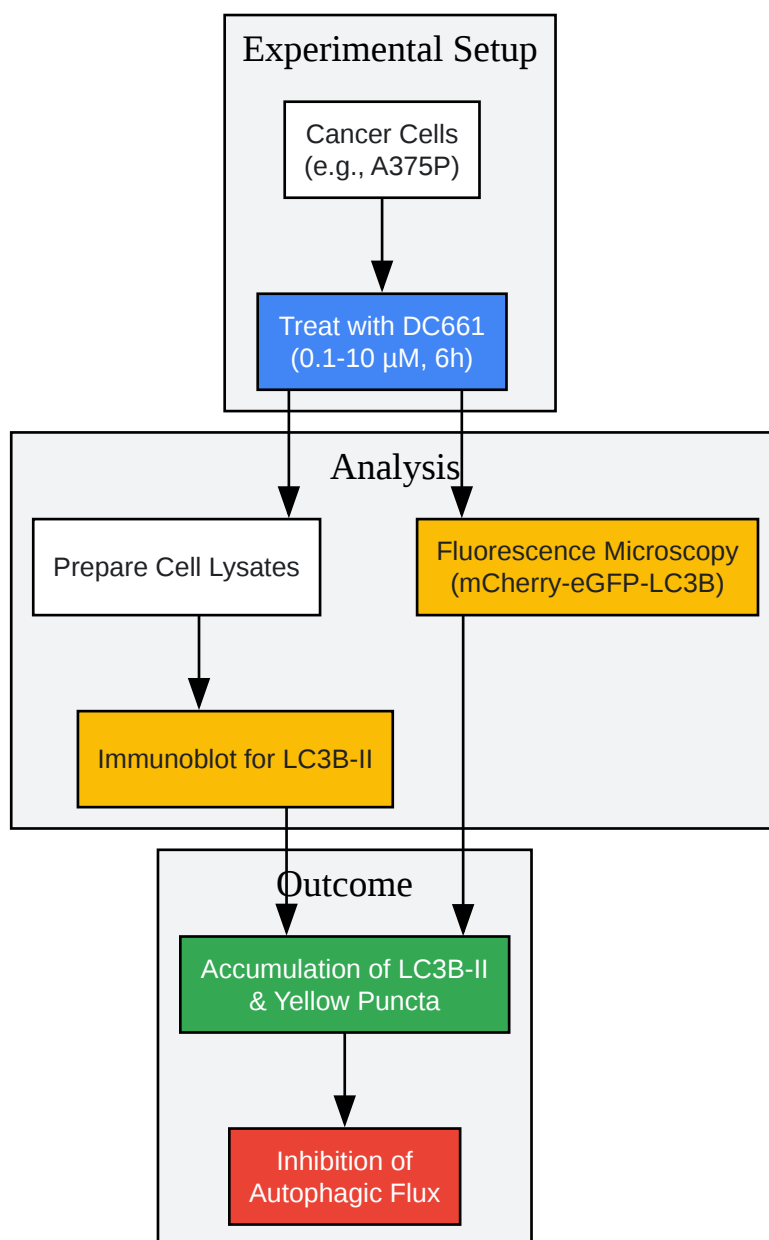 Experimental Setup
Cancer Cells
(e.g., A375P)
Treat with DC661
(0.1-10 µM, 6h)
Analysis
Prepare Cell Lysates
Fluorescence Microscopy
(mCherry-eGFP-LC3B)
Immunoblot for LC3B-II
Outcome
Accumulation of LC3B-II
& Yellow Puncta
Inhibition of
Autophagic Flux